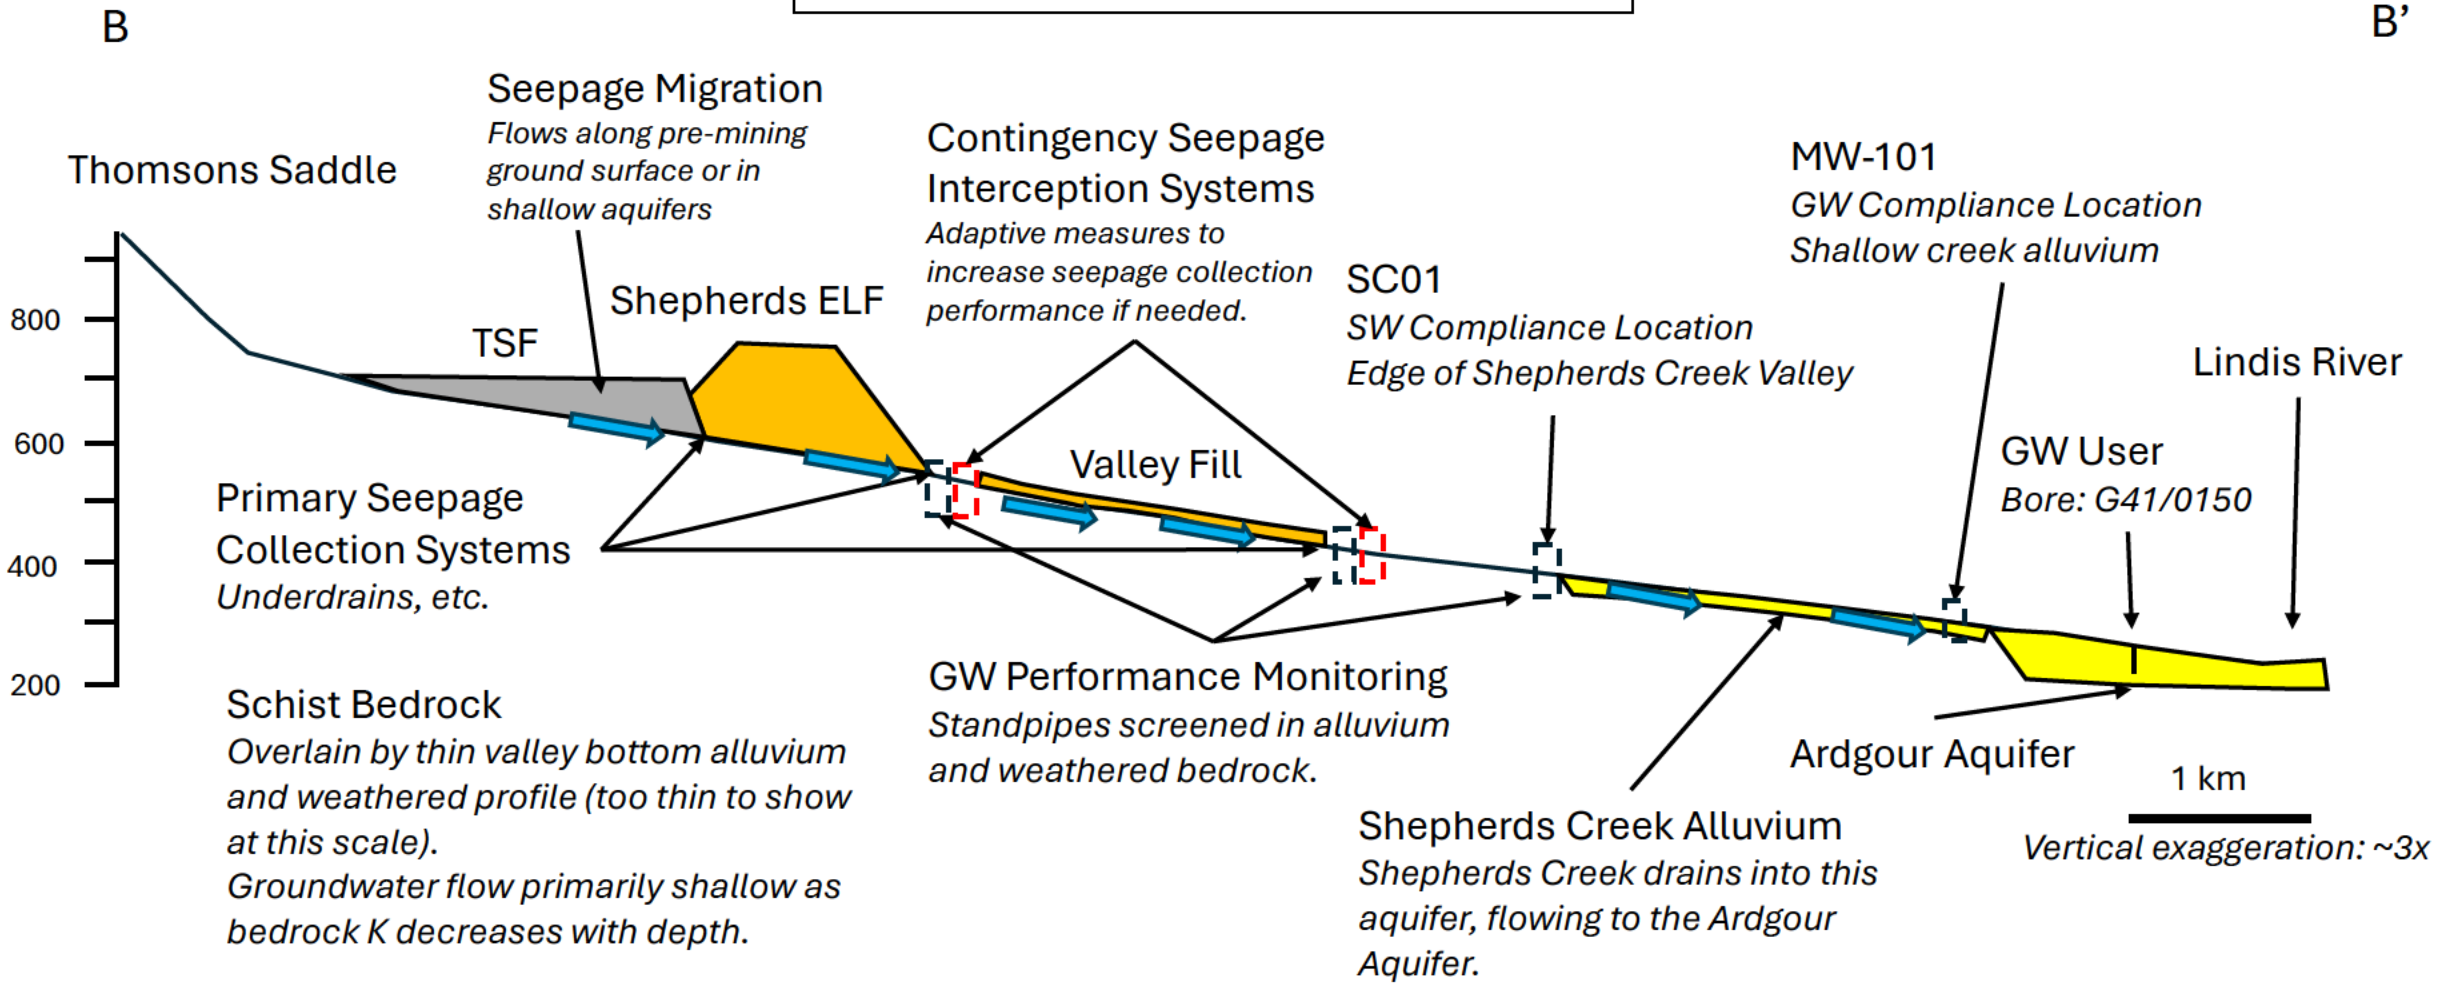 B
B’
Seepage Migration
Flows along pre-mining
ground surface or in
shallow aquifers
Thomsons Saddle
Contingency Seepage
Interception Systems
Adaptive measures to
increase seepage collection
performance if needed.
MW-101
GW Compliance Location
Shallow creek alluvium
SC01
SW Compliance Location
Edge of Shepherds Creek Valley
Shepherds ELF
TSF
Lindis River
GW User
Bore: G41/0150
Valley Fill
800
600
400
200
Primary Seepage
Collection Systems
Underdrains, etc.
Schist Bedrock
Overlain by thin valley bottom alluvium
and weathered profile (too thin to show
at this scale).
Groundwater flow primarily shallow as
bedrock K decreases with depth.
GW Performance Monitoring
Standpipes screened in alluvium
and weathered bedrock.
Ardgour Aquifer
1 km
Vertical exaggeration: ~3x
Shepherds Creek Alluvium
Shepherds Creek drains into this
aquifer, flowing to the Ardgour
Aquifer.